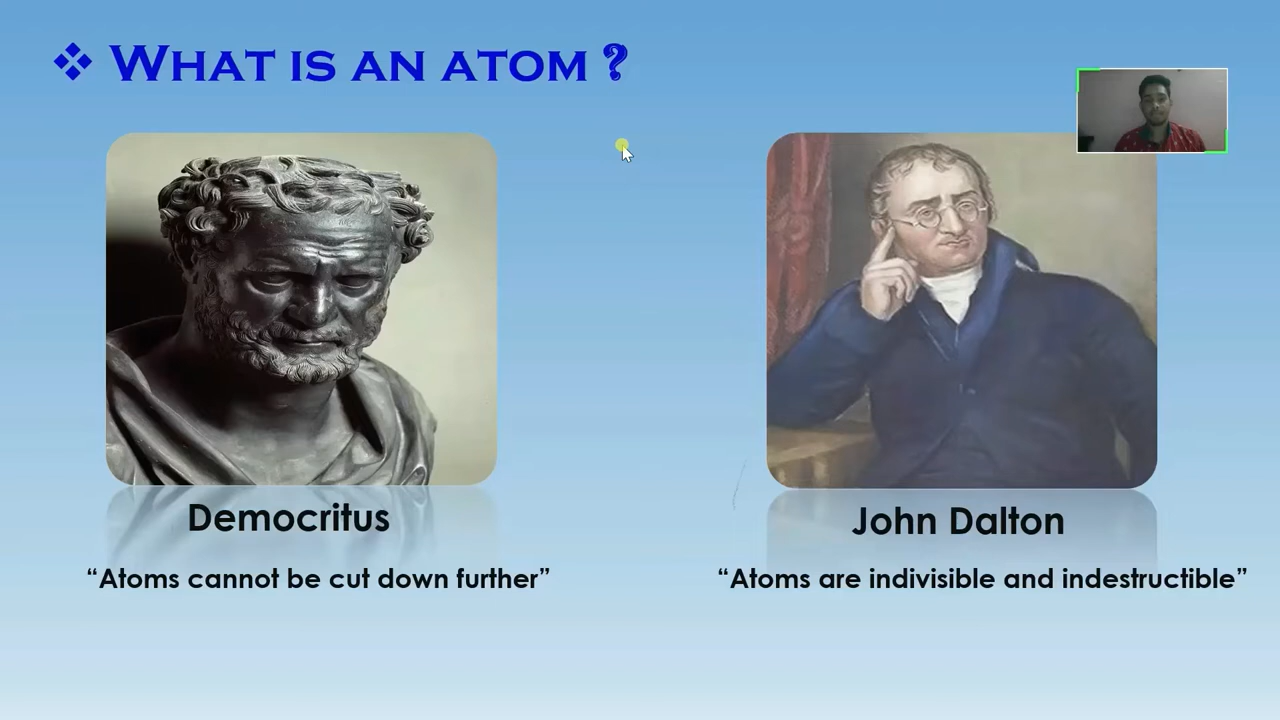 What is an atom ?
Democritus
John Dalton
“Atoms cannot be cut down further”
“Atoms are indivisible and indestructible”